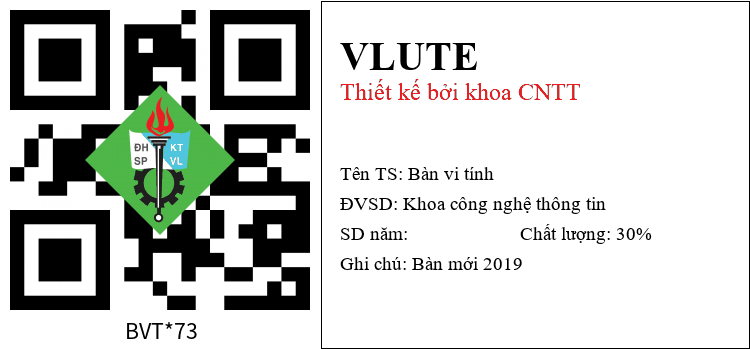 ĐH
KT
SP
VL
BVT*73
VLUTE
Thiết kế bởi khoa CNTT
Tên TS: Bàn vi tính
ĐVSD: Khoa công nghệ thông tin
SD năm: Chất lượng: 30%
Ghi chú: Bàn mới 2019